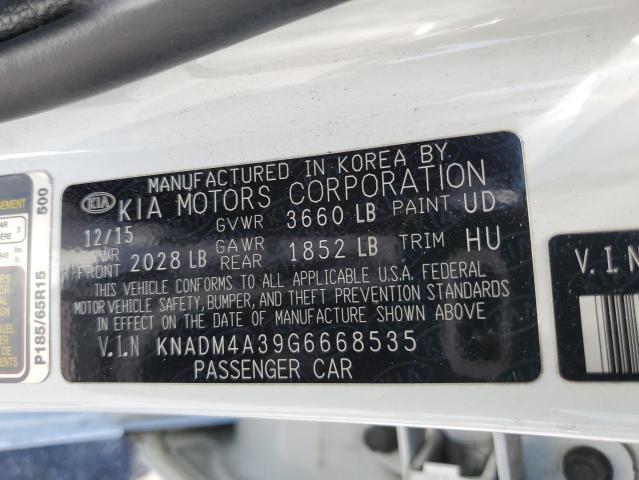 MANUFACTURED IN KOREA BY
KIA KIA MOTORS CORPORATION
12/15 GVWR 3660 LB PAINT UD
GAWR GAWR TRIM HU
FRONT 2028 LB REAR 1852 LB
THIS VEHICLE CONFORMS TO ALL APPLICABLE U.S.A. FEDERAL
MOTOR VEHICLE SAFETY, BUMPER, AND THEFT PREVENTION STANDARDS
IN EFFECT ON THE DATE OF MANUFACTURE SHOWN ABOVE
V.I.N KNADM4A39G6668535
PASSENGER CAR
P185/65R15 500
V.I.N